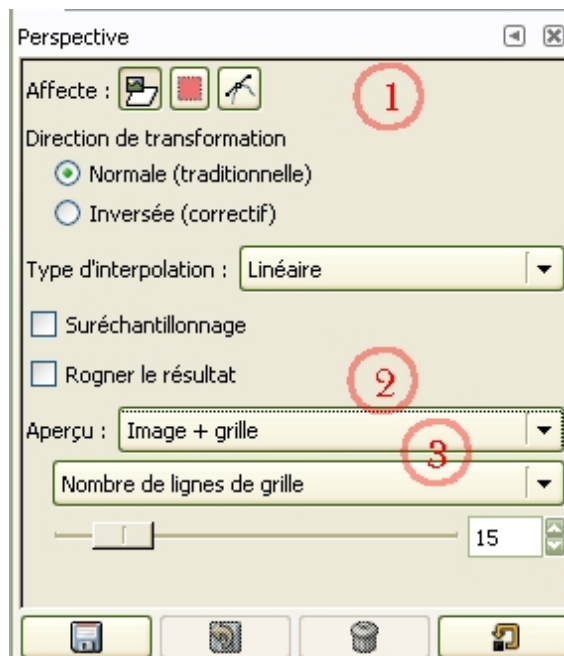 Perspective
Affecte :
1
Direction de transformation
Normale (traditionnelle)
Inversée (correctif)
Type d'interpolation : Linéaire
Suréchantillonnage
Rogner le résultat
2
Aperçu : Image + grille
3
Nombre de lignes de grille
15